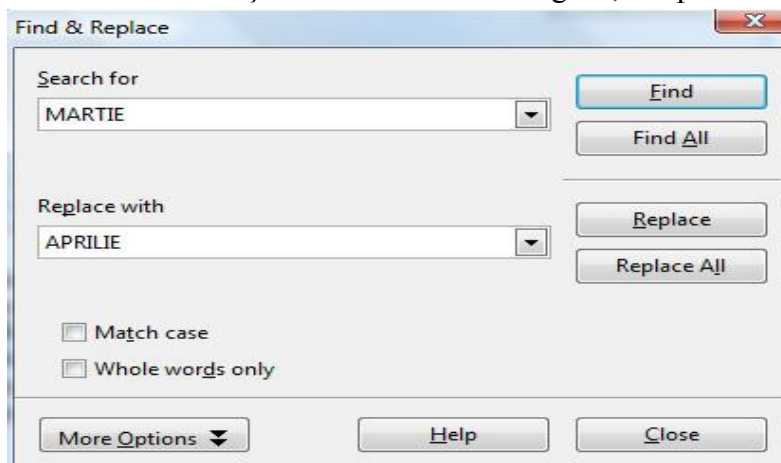 Find & Replace
Search for
MARTIE
Find
Find All
Replace with
APRILIE
Replace
Replace All
Match case
Whole words only
More Options
Help
Close